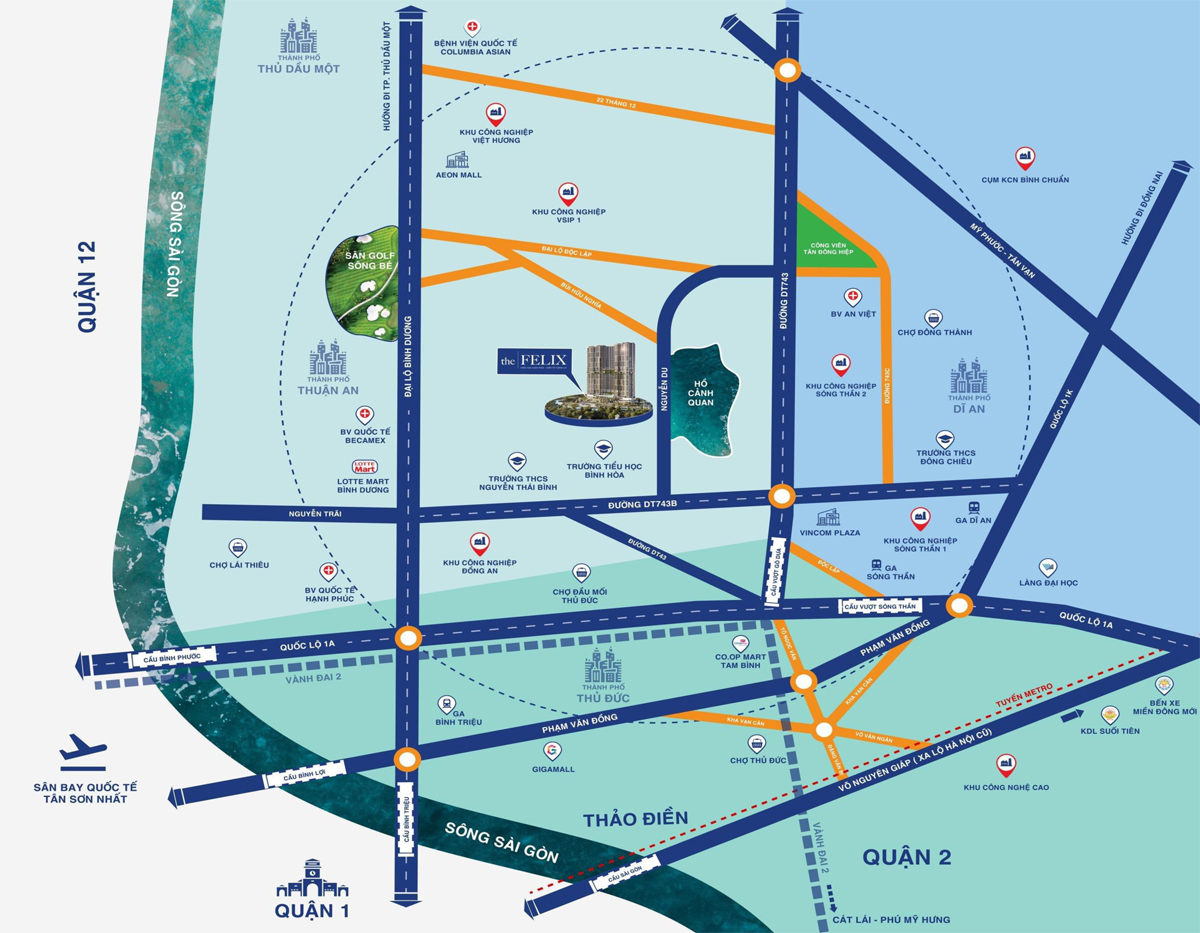 THÀNH PHỐ
THỦ DẦU MỘT
HƯỚNG ĐI TP. THỦ DẦU MỘT
BỆNH VIỆN QUỐC TẾ
COLUMBIA ASIAN
22 THÁNG 12
KHU CÔNG NGHIỆP
VIỆT HƯƠNG
AEON MALL
CỤM KCN BÌNH CHUẨN
HƯỚNG ĐI ĐỒNG NAI
SÔNG SÀI GÒN
KHU CÔNG NGHIỆP
VSIP 1
MỸ PHƯỚC - TÂN VẠN
QUẬN 12
SÂN GOLF
SÔNG BÉ
ĐẠI LỘ ĐỘC LẬP
CÔNG VIÊN
TÂN ĐÔNG HIỆP
BÙI HỮU NGHĨA
ĐƯỜNG DT743
BV AN VIỆT
CHỢ ĐÔNG THÀNH
ĐẠI LỘ BÌNH DƯƠNG
the FELIX
THÀNH PHỐ
THUẬN AN
NGUYỄN DU
HỒ
CẢNH
QUAN
KHU CÔNG NGHIỆP
SÓNG THẦN 2
ĐƯỜNG 743C
THÀNH PHỐ
DĨ AN
QUỐC LỘ 1K
BV QUỐC TẾ
BECAMEX
LOTTE
Mart
LOTTE MART
BÌNH DƯƠNG
TRƯỜNG THCS
NGUYỄN THÁI BÌNH
TRƯỜNG TIỂU HỌC
BÌNH HÒA
TRƯỜNG THCS
ĐÔNG CHIÊU
NGUYỄN TRÃI
ĐƯỜNG DT743B
VINCOM PLAZA
KHU CÔNG NGHIỆP
SÓNG THẦN 1
GA DĨ AN
CHỢ LÁI THIÊU
KHU CÔNG NGHIỆP
ĐỒNG AN
ĐƯỜNG DT43
CẦU VƯỢT GÒ DƯA
ĐỘC LẬP
GA
SÓNG THẦN
LÀNG ĐẠI HỌC
BV QUỐC TẾ
HẠNH PHÚC
CHỢ ĐẦU MỐI
THỦ ĐỨC
CẦU VƯỢT SÓNG THẦN
QUỐC LỘ 1A
QUỐC LỘ 1A
CẦU BÌNH PHƯỚC
VÀNH ĐAI 2
TÔ NGỌC VÂN
PHẠM VĂN ĐỒNG
CO.OP MART
TAM BÌNH
THÀNH PHỐ
THỦ ĐỨC
KHA VẠN CÂN
TUYẾN METRO
BẾN XE
MIỀN ĐÔNG MỚI
GA
BÌNH TRIỆU
PHẠM VĂN ĐỒNG
KHA VẠN CÂN
VÕ VĂN NGÂN
KDL SUỐI TIÊN
VÕ NGUYÊN GIÁP ( XA LỘ HÀ NỘI CŨ)
GIGAMALL
CHỢ THỦ ĐỨC
CẦU BÌNH LỢI
KHU CÔNG NGHỆ CAO
SÂN BAY QUỐC TẾ
TÂN SƠN NHẤT
CẦU BÌNH TRIỆU
THẢO ĐIỀN
SÔNG SÀI GÒN
VÀNH ĐAI 2
QUẬN 2
CẦU SÀI GÒN
QUẬN 1
CÁT LÁI - PHÚ MỸ HƯNG